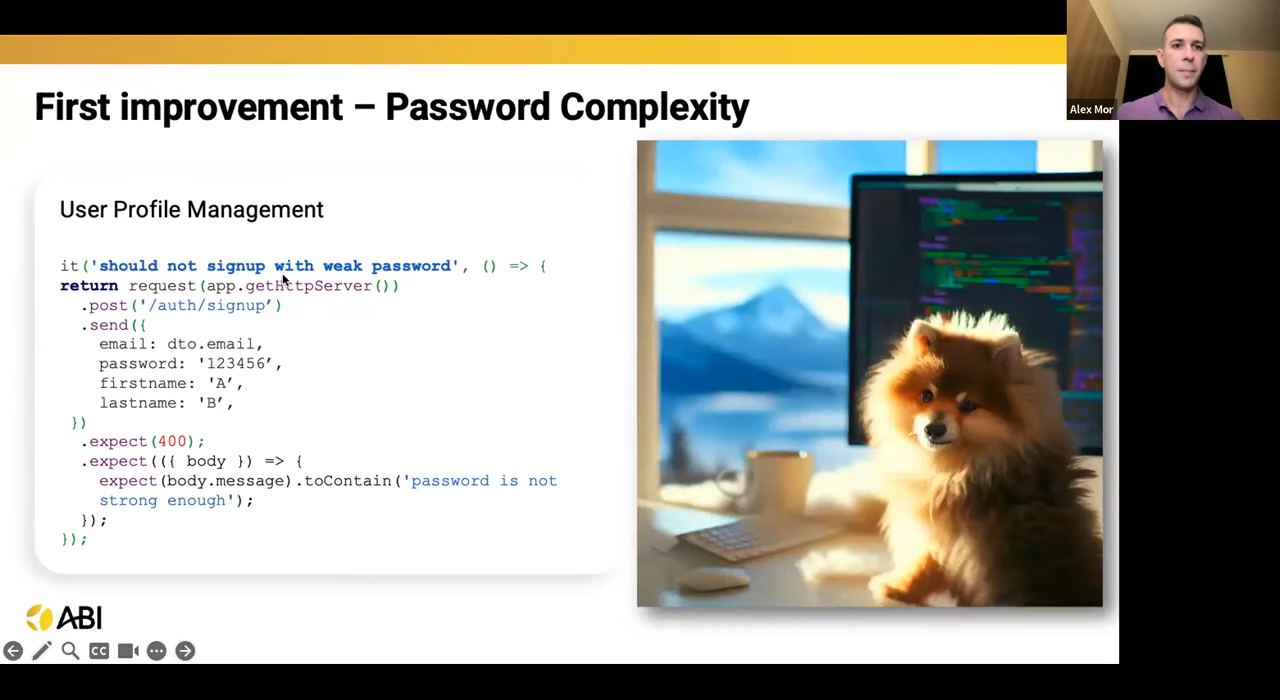 First improvement – Password Complexity
Alex Mor
User Profile Management
it('should not signup with weak password', () => {
return request(app.getHttpServer())
.post('/auth/signup’)
.send({
email: dto.email,
password: '123456’,
firstname: 'A’,
lastname: 'B’,
})
.expect(400);
.expect(({ body }) => {
expect(body.message).toContain('password is not
strong enough');
});
});
ABI
CC